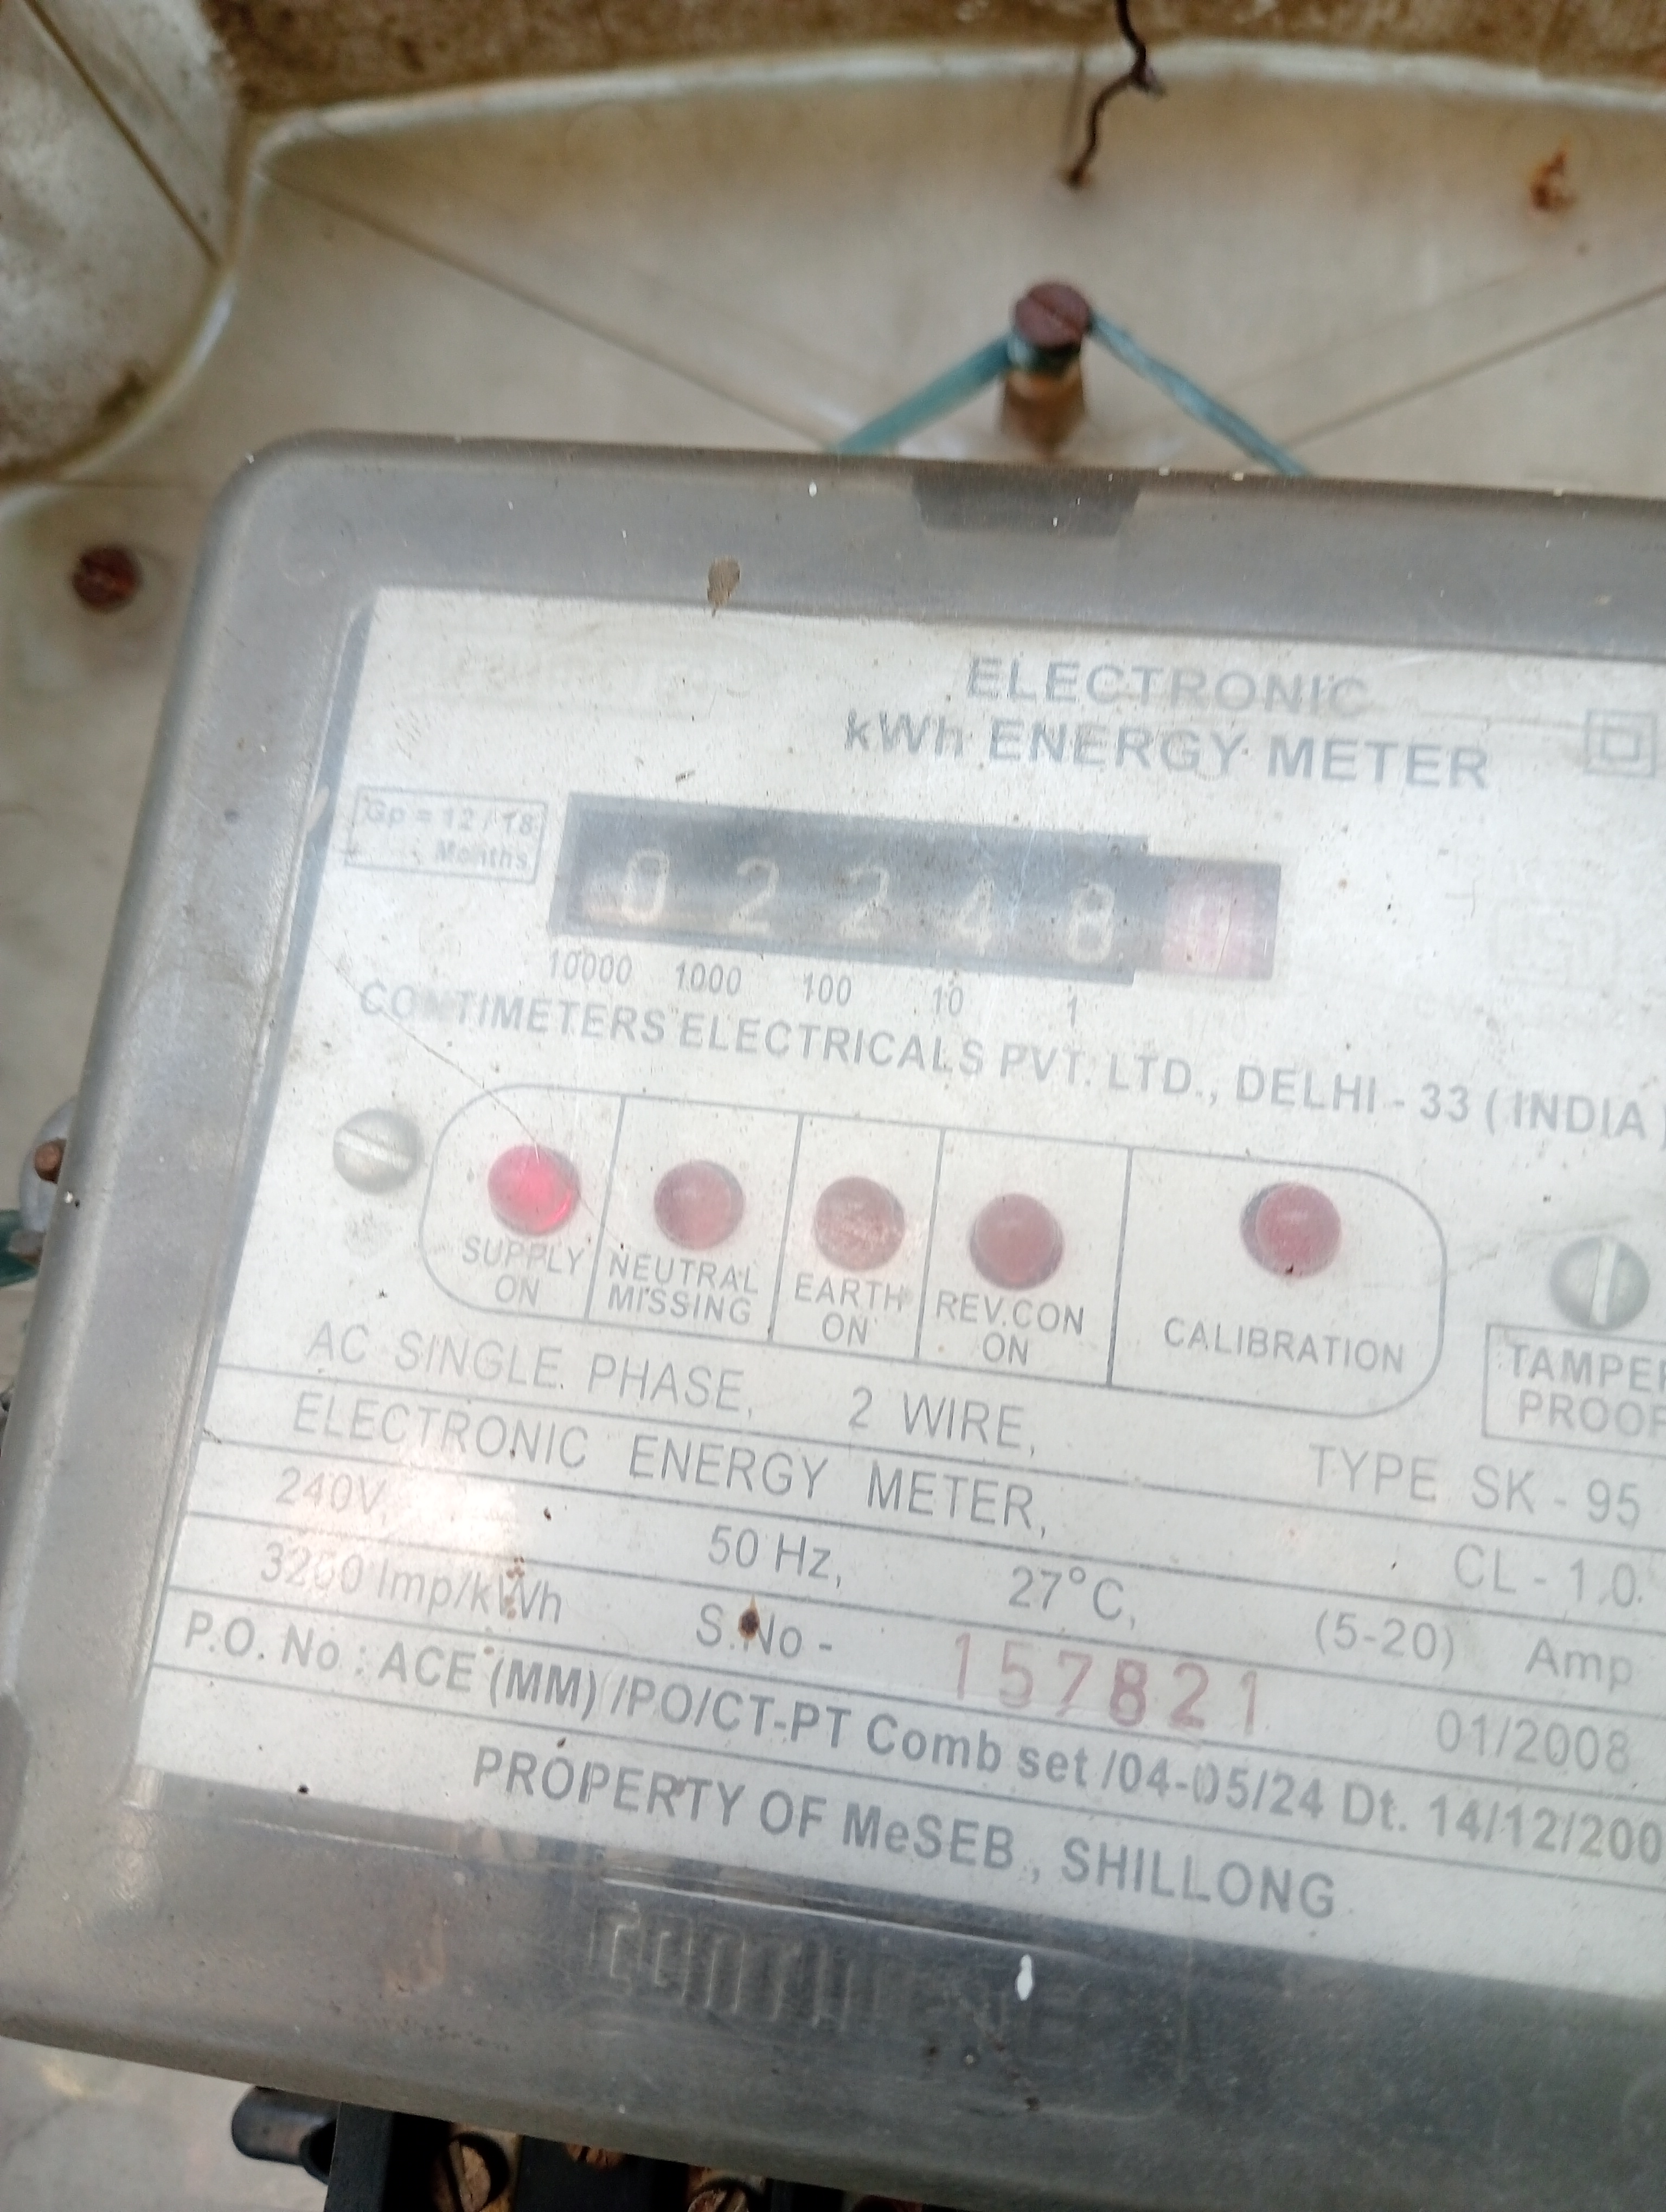 ELECTRONIC
kWh ENERGY METER
Gp = 12 / 18
Months
0 2 2 4 8
10000 1000 100 10 1
CONTIMETERS ELECTRICALS PVT. LTD., DELHI - 33 ( INDIA )
SUPPLY ON
NEUTRAL MISSING
EARTH ON
REV.CON ON
CALIBRATION
TAMPER PROOF
AC SINGLE PHASE, 2 WIRE, TYPE SK - 95
ELECTRONIC ENERGY METER, CL - 1.0.
240V, 50 Hz, 27°C, (5-20) Amp
3200 Imp/kWh S.No - 157821 01/2008
P.O. No : ACE (MM) /PO/CT-PT Comb set /04-05/24 Dt. 14/12/200
PROPERTY OF MeSEB , SHILLONG